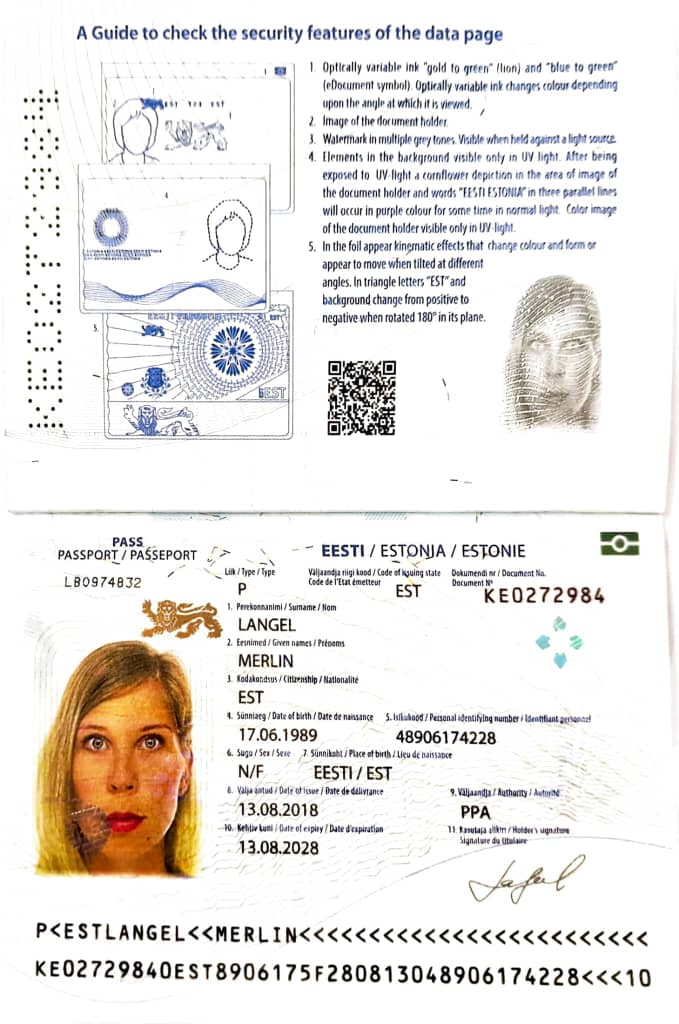 A Guide to check the security features of the data page
1. Optically variable ink "gold to green" (lion) and "blue to green"
(eDocument symbol). Optically variable ink changes colour depending
upon the angle at which it is viewed.
2. Image of the document holder.
3. Watermark in multiple grey tones. Visible when held against a light source.
4. Elements in the background visible only in UV light. After being
exposed to UV-light a cornflower depiction in the area of image of
the document holder and words "EESTI ESTONIA" in three parallel lines
will occur in purple colour for some time in normal light. Color image
of the document holder visible only in UV-light.
5. In the foil appear kinematic effects that change colour and form or
appear to move when tilted at different
angles. In triangle letters "EST" and
background change from positive to
negative when rotated 180° in its plane.
PASS
PASSPORT / PASSEPORT
LB0974832
EESTI / ESTONIA / ESTONIE
Liik / Type / Type
P
Väljaandja riigi kood / Code of issuing state
Code de l'Etat émetteur
EST
Dokumendi nr / Document No.
Document N°
KE0272984
1. Perekonnanimi / Surname / Nom
LANGEL
2. Eesnimed / Given names / Prénoms
MERLIN
3. Kodakondsus / Citizenship / Nationalité
EST
4. Sünniaeg / Date of birth / Date de naissance
17.06.1989
5. Isikukood / Personal identifying number / Identifiant personnel
48906174228
6. Sugu / Sex / Sexe
N/F
7. Sünnikoht / Place of birth / Lieu de naissance
EESTI / EST
8. Välja antud / Date of issue / Date de délivrance
13.08.2018
9. Väljaandja / Authority / Autorité
PPA
10. Kehtiv kuni / Date of expiry / Date d'expiration
13.08.2028
11. Kasutaja allkiri / Holder's signature
Signature du titulaire
P<ESTLANGEL<<MERLIN<<<<<<<<<<<<<<<<<<<<<<<<<
KE02729840EST8906175F280813048906174228<<<10